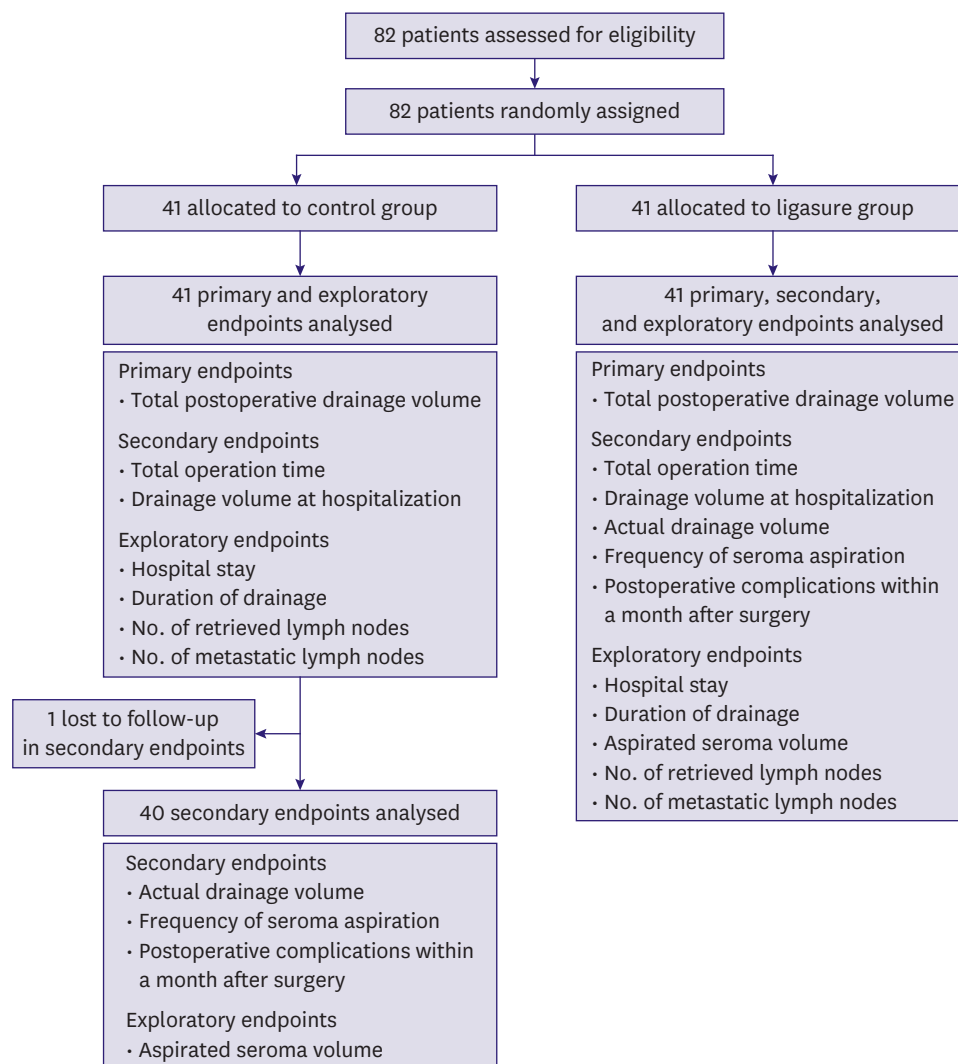 82 patients assessed for eligibility
82 patients randomly assigned
41 allocated to control group
41 primary and exploratory
endpoints analysed
Primary endpoints
· Total postoperative drainage volume
Secondary endpoints
· Total operation time
· Drainage volume at hospitalization
Exploratory endpoints
· Hospital stay
· Duration of drainage
· No. of retrieved lymph nodes
· No. of metastatic lymph nodes
1 lost to follow-up
in secondary endpoints
40 secondary endpoints analysed
Secondary endpoints
· Actual drainage volume
· Frequency of seroma aspiration
· Postoperative complications within
a month after surgery
Exploratory endpoints
· Aspirated seroma volume
41 allocated to ligasure group
41 primary, secondary,
and exploratory endpoints analysed
Primary endpoints
· Total postoperative drainage volume
Secondary endpoints
· Total operation time
· Drainage volume at hospitalization
· Actual drainage volume
· Frequency of seroma aspiration
· Postoperative complications within
a month after surgery
Exploratory endpoints
· Hospital stay
· Duration of drainage
· Aspirated seroma volume
· No. of retrieved lymph nodes
· No. of metastatic lymph nodes